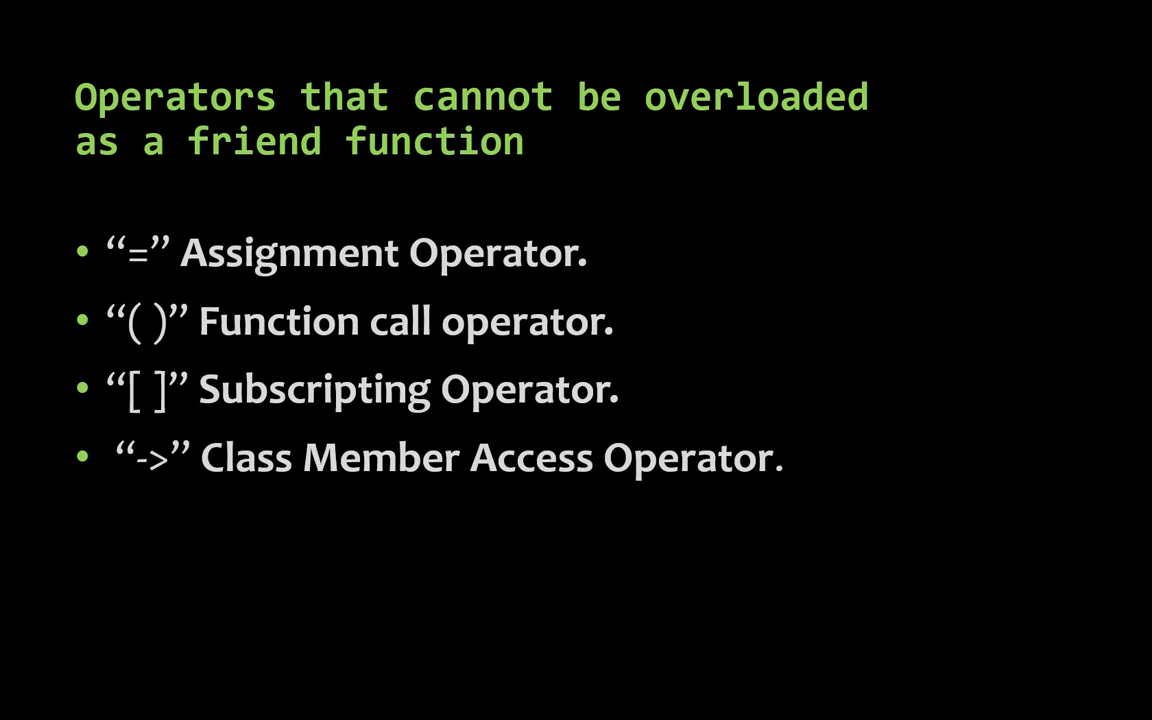 Operators that cannot be overloaded
as a friend function
• “=” Assignment Operator.
• “( )” Function call operator.
• “[ ]” Subscripting Operator.
• “->” Class Member Access Operator.